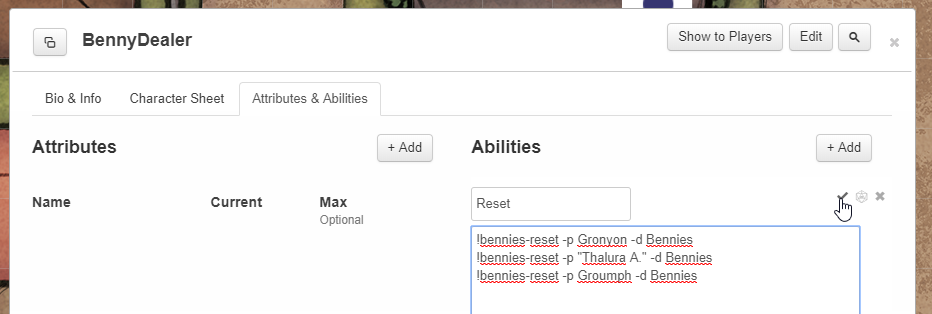 BennyDealer
Show to Players
Edit
Bio & Info
Character Sheet
Attributes & Abilities
Attributes
+ Add
Abilities
+ Add
Name
Current
Max
Optional
Reset
!bennies-reset -p Gronyon -d Bennies
!bennies-reset -p "Thalura A." -d Bennies
!bennies-reset -p Groumph -d Bennies